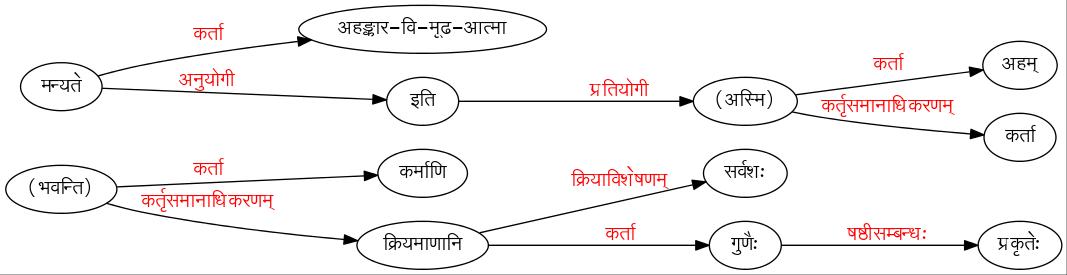 कर्ता
अहङ्कार-वि-मूढ-आत्मा
मन्यते
अनुयोगी
इति
प्रतियोगी
(अस्मि)
कर्ता
अहम्
कर्तृसमानाधिकरणम्
कर्ता
(भवन्ति)
कर्ता
कर्माणि
कर्तृसमानाधिकरणम्
क्रियमाणानि
क्रियाविशेषणम्
सर्वशः
कर्ता
गुणैः
षष्ठीसम्बन्धः
प्रकृतेः